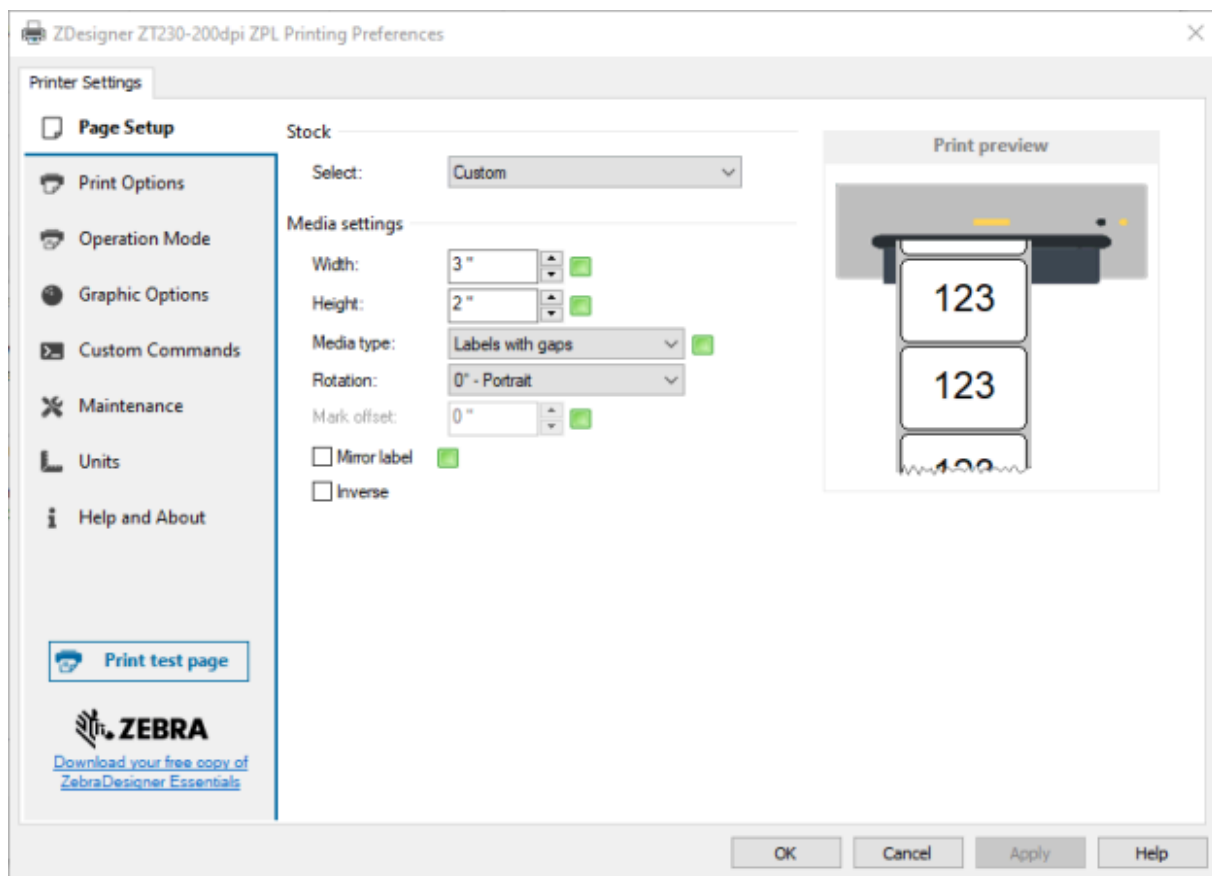 ZDesigner ZT230-200dpi ZPL Printing Preferences
Printer Settings
Page Setup
Print Options
Operation Mode
Graphic Options
Custom Commands
Maintenance
Units
Help and About
Print test page
ZEBRA
Download your free copy of
ZebraDesigner Essentials
Stock
Select: Custom
Media settings
Width: 3 "
Height: 2 "
Media type: Labels with gaps
Rotation: 0° - Portrait
Mark offset: 0 "
Mirror label
Inverse
Print preview
123
123
123
OK Cancel Apply Help